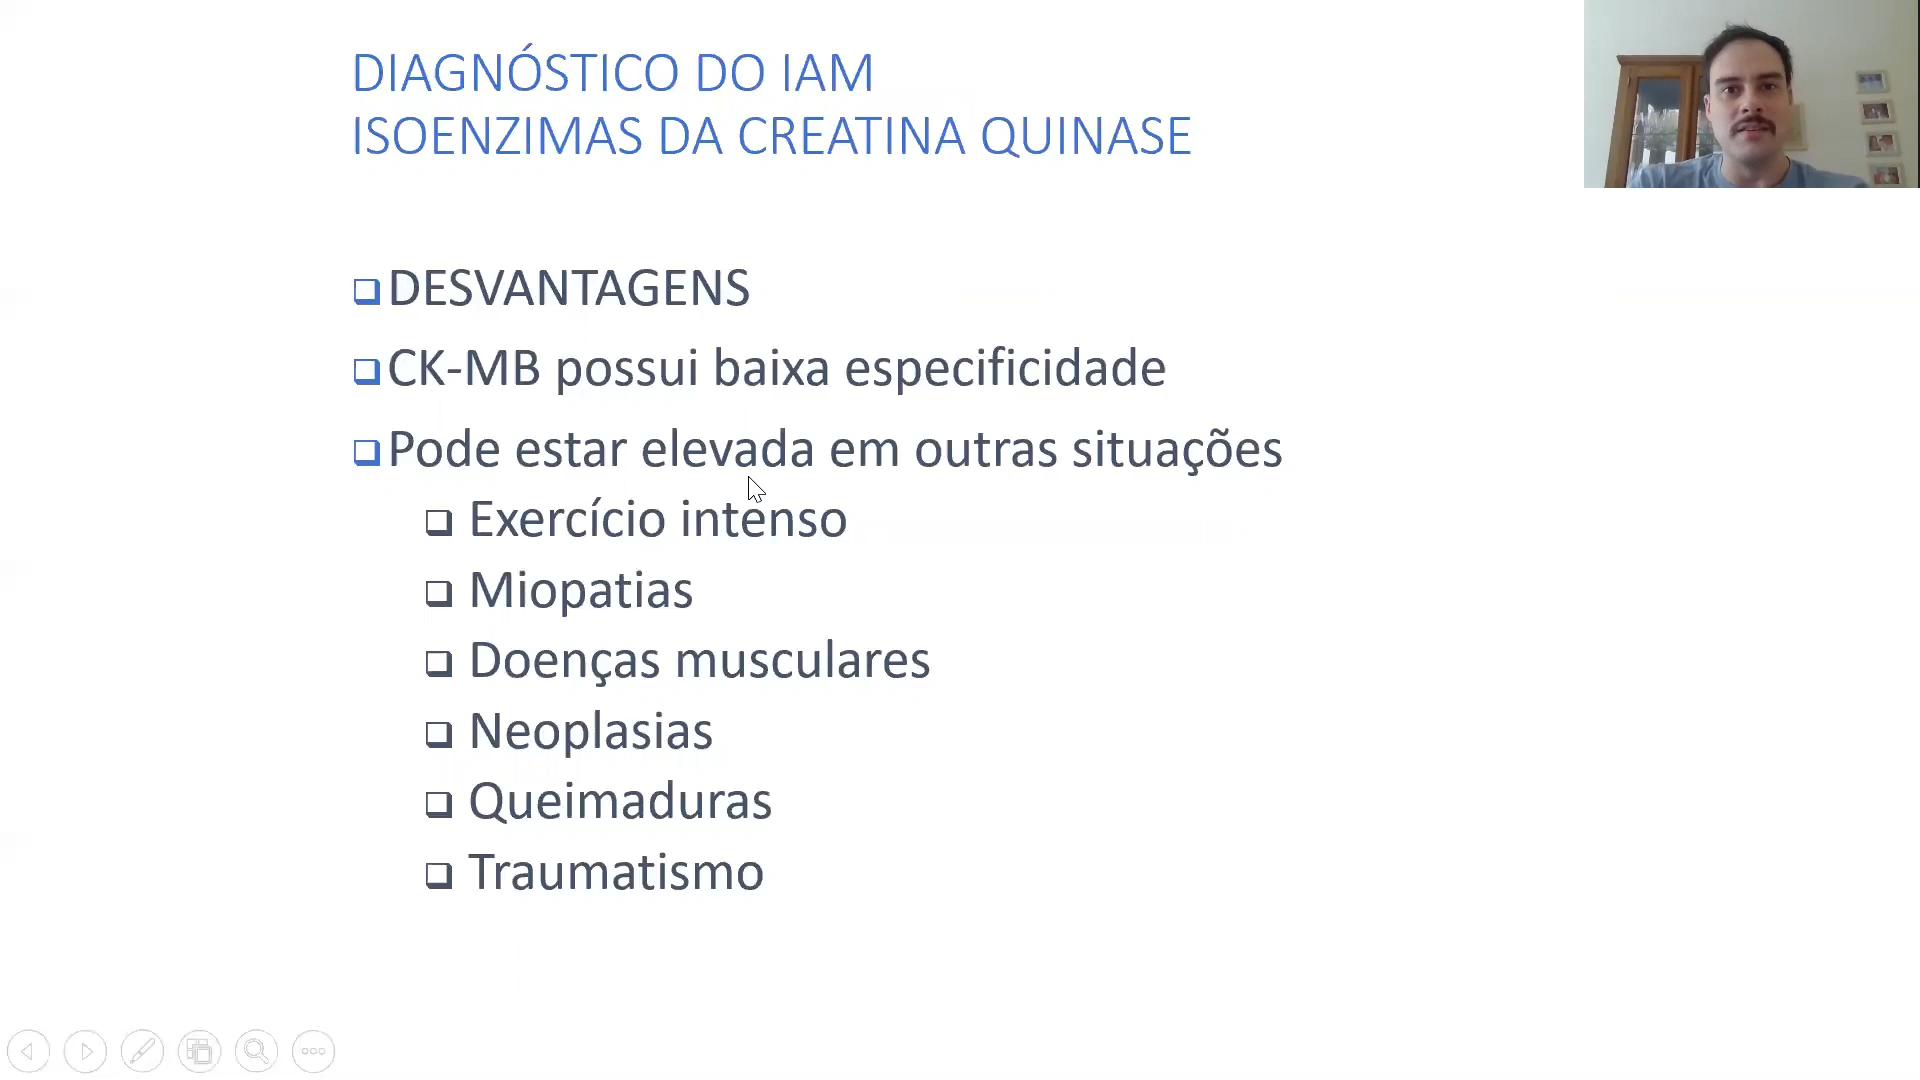 DIAGNÓSTICO DO IAM
ISOENZIMAS DA CREATINA QUINASE
DESVANTAGENS
CK-MB possui baixa especificidade
Pode estar elevada em outras situações
Exercício intenso
Miopatias
Doenças musculares
Neoplasias
Queimaduras
Traumatismo